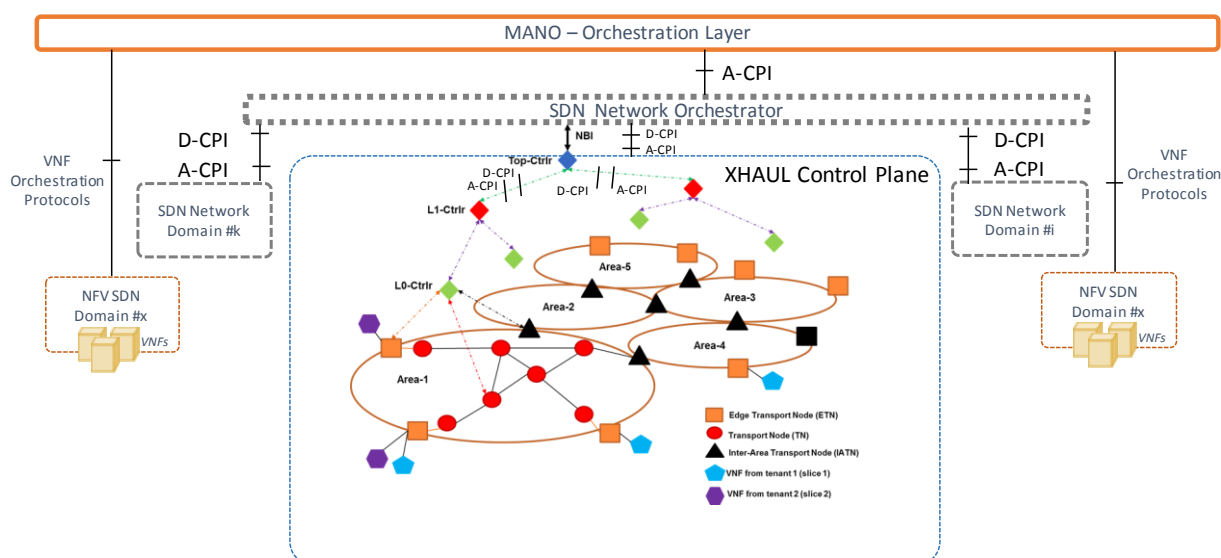 MANO – Orchestration Layer
A-CPI
SDN Network Orchestrator
D-CPI
A-CPI
NBI
D-CPI
A-CPI
D-CPI
A-CPI
VNF
Orchestration
Protocols
VNF
Orchestration
Protocols
Top-Ctrlr
XHAUL Control Plane
D-CPI
A-CPI
D-CPI
A-CPI
SDN Network
Domain #k
SDN Network
Domain #i
L1-Ctrlr
L0-Ctrlr
Area-5
Area-2
Area-3
Area-4
Area-1
NFV SDN
Domain #x
VNFs
NFV SDN
Domain #x
VNFs
Edge Transport Node (ETN)
Transport Node (TN)
Inter-Area Transport Node (IATN)
VNF from tenant 1 (slice 1)
VNF from tenant 2 (slice 2)